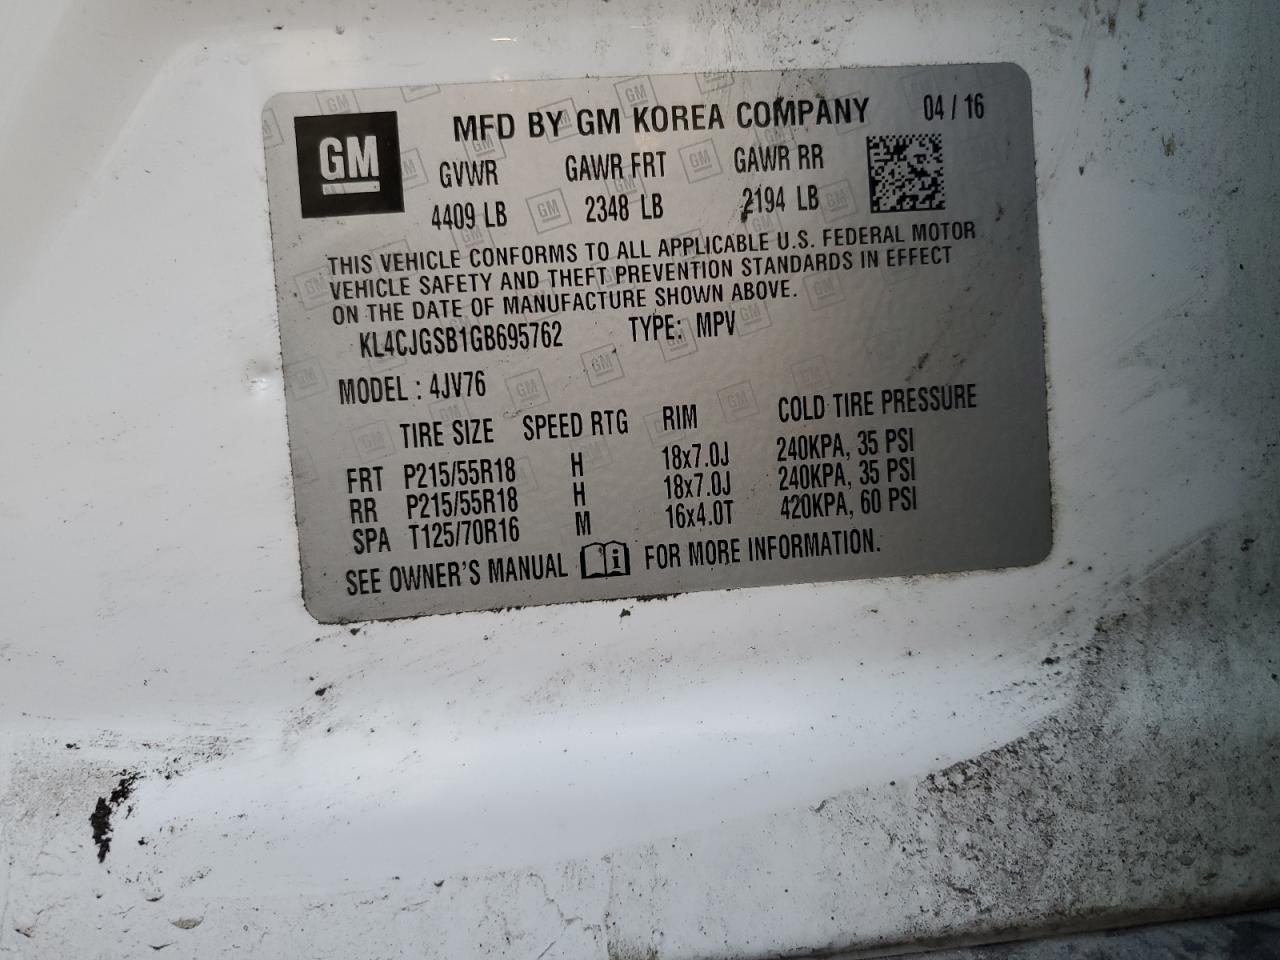 GM
MFD BY GM KOREA COMPANY 04 / 16
GVWR GAWR FRT GAWR RR
4409 LB 2348 LB 2194 LB
THIS VEHICLE CONFORMS TO ALL APPLICABLE U.S. FEDERAL MOTOR
VEHICLE SAFETY AND THEFT PREVENTION STANDARDS IN EFFECT
ON THE DATE OF MANUFACTURE SHOWN ABOVE.
KL4CJGSB1GB695762 TYPE: MPV
MODEL : 4JV76
TIRE SIZE SPEED RTG RIM COLD TIRE PRESSURE
FRT P215/55R18 H 18x7.0J 240KPA, 35 PSI
RR P215/55R18 H 18x7.0J 240KPA, 35 PSI
SPA T125/70R16 M 16x4.0T 420KPA, 60 PSI
SEE OWNER'S MANUAL FOR MORE INFORMATION.